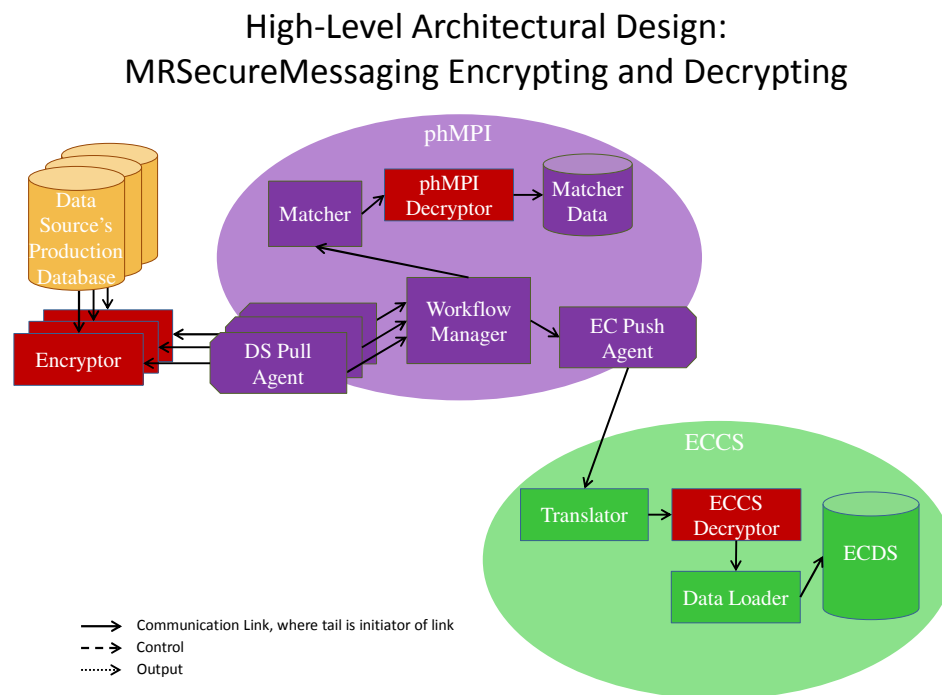 High-Level Architectural Design:
MRSecureMessaging Encrypting and Decrypting
phMPI
Data
Source's
Production
Database
Matcher
phMPI
Decryptor
Matcher
Data
Encryptor
DS Pull
Agent
Workflow
Manager
EC Push
Agent
ECCS
Translator
ECCS
Decryptor
ECDS
Data Loader
Communication Link, where tail is initiator of link
Control
Output